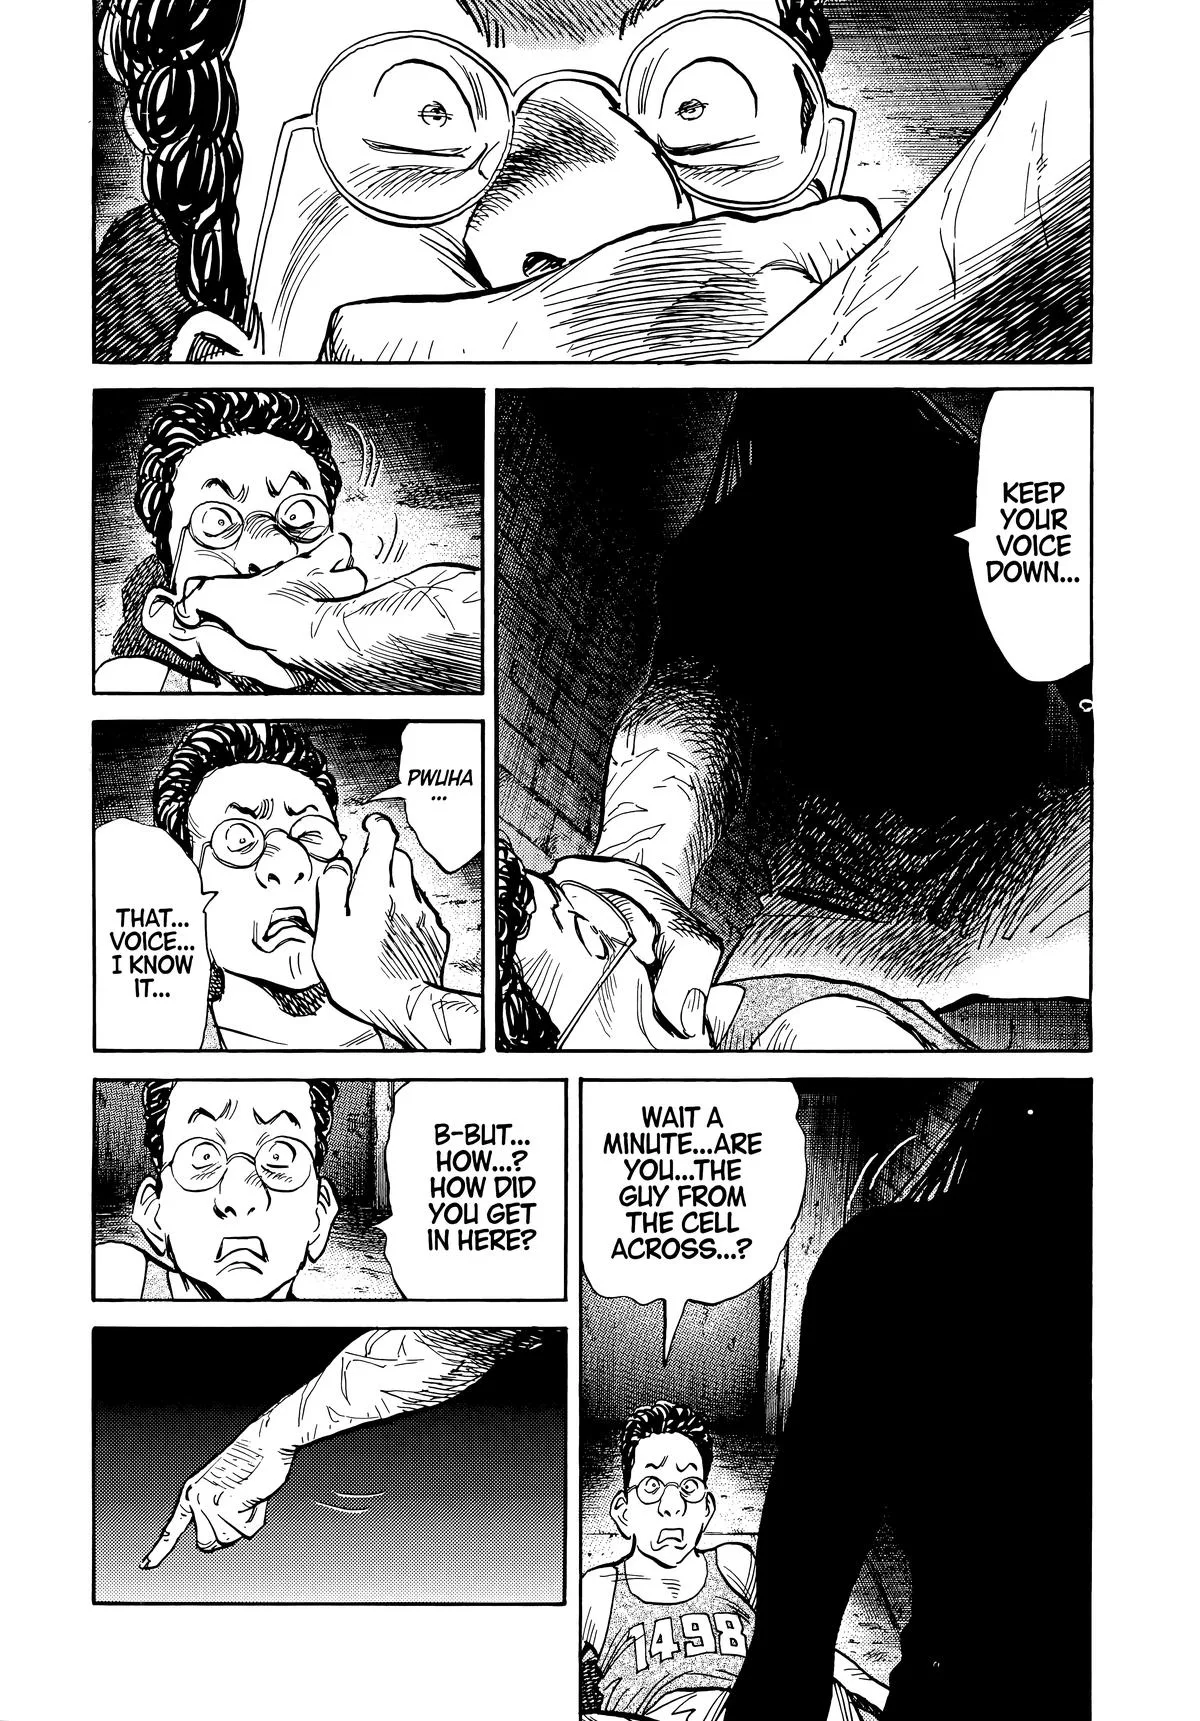 KEEP
YOUR
VOICE
DOWN...
PWUHA
...
THAT...
VOICE...
I KNOW
IT...
WAIT A
MINUTE...ARE
YOU...THE
GUY FROM
THE CELL
ACROSS...?
1498
B-BUT...
HOW...?
HOW DID
YOU GET
IN HERE?